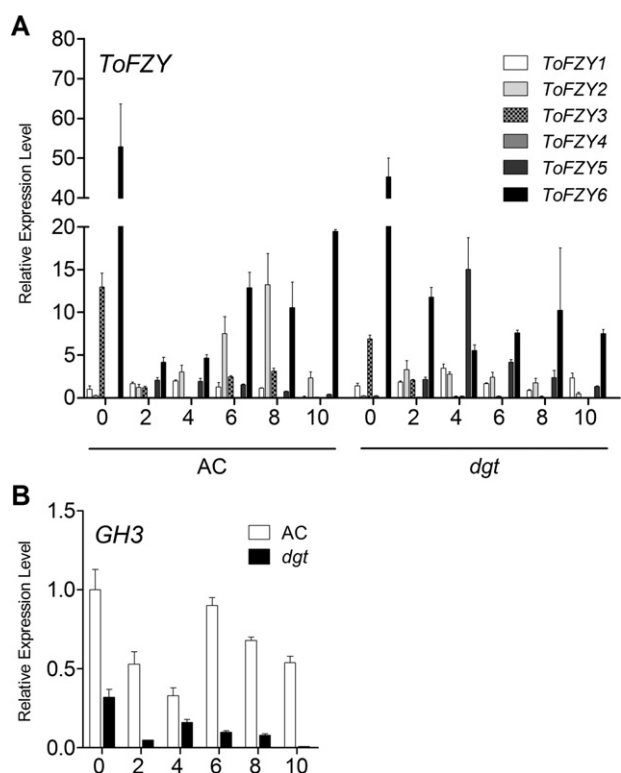 A
ToFZY
Relative Expression Level
80
70
60
50
40
20
15
10
5
0
ToFZY1
ToFZY2
ToFZY3
ToFZY4
ToFZY5
ToFZY6
0 2 4 6 8 10 0 2 4 6 8 10
AC dgt
B
GH3
Relative Expression Level
1.5
1.0
0.5
0.0
AC
dgt
0 2 4 6 8 10